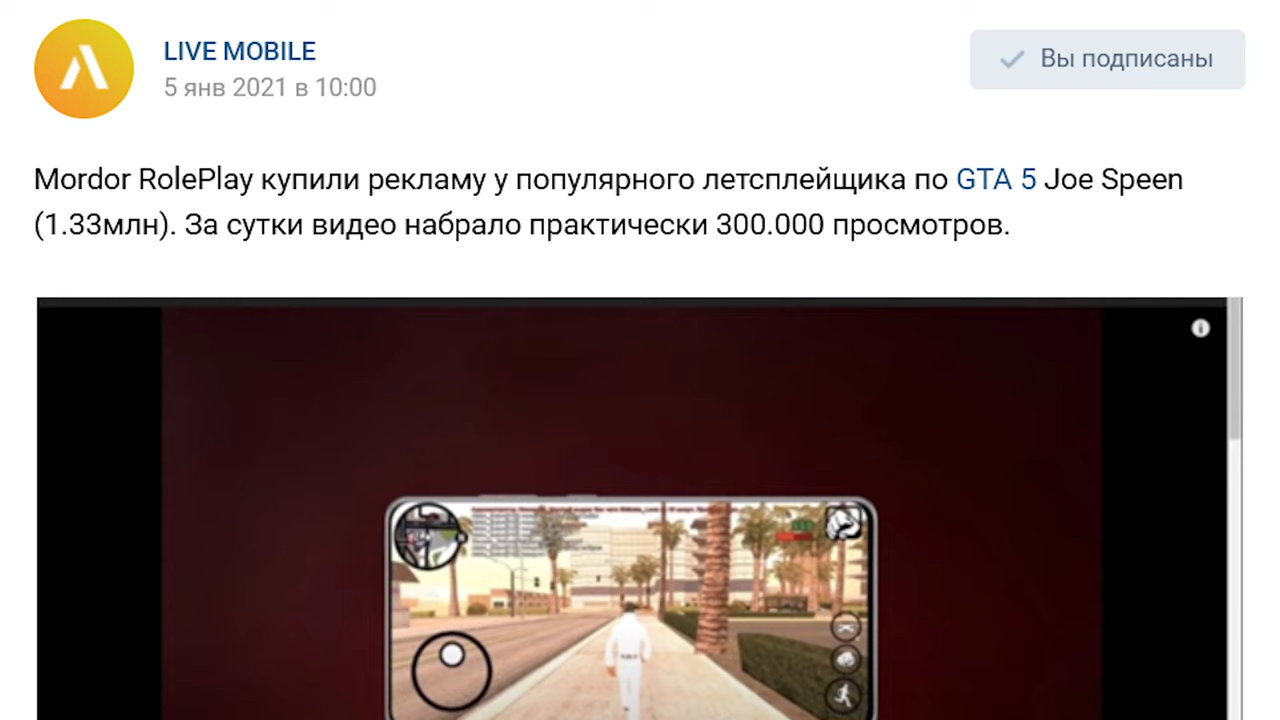 LIVE MOBILE
5 янв 2021 в 10:00
Вы подписаны
Mordor RolePlay купили рекламу у популярного летсплейщика по GTA 5 Joe Speen
(1.33млн). За сутки видео набрало практически 300.000 просмотров.